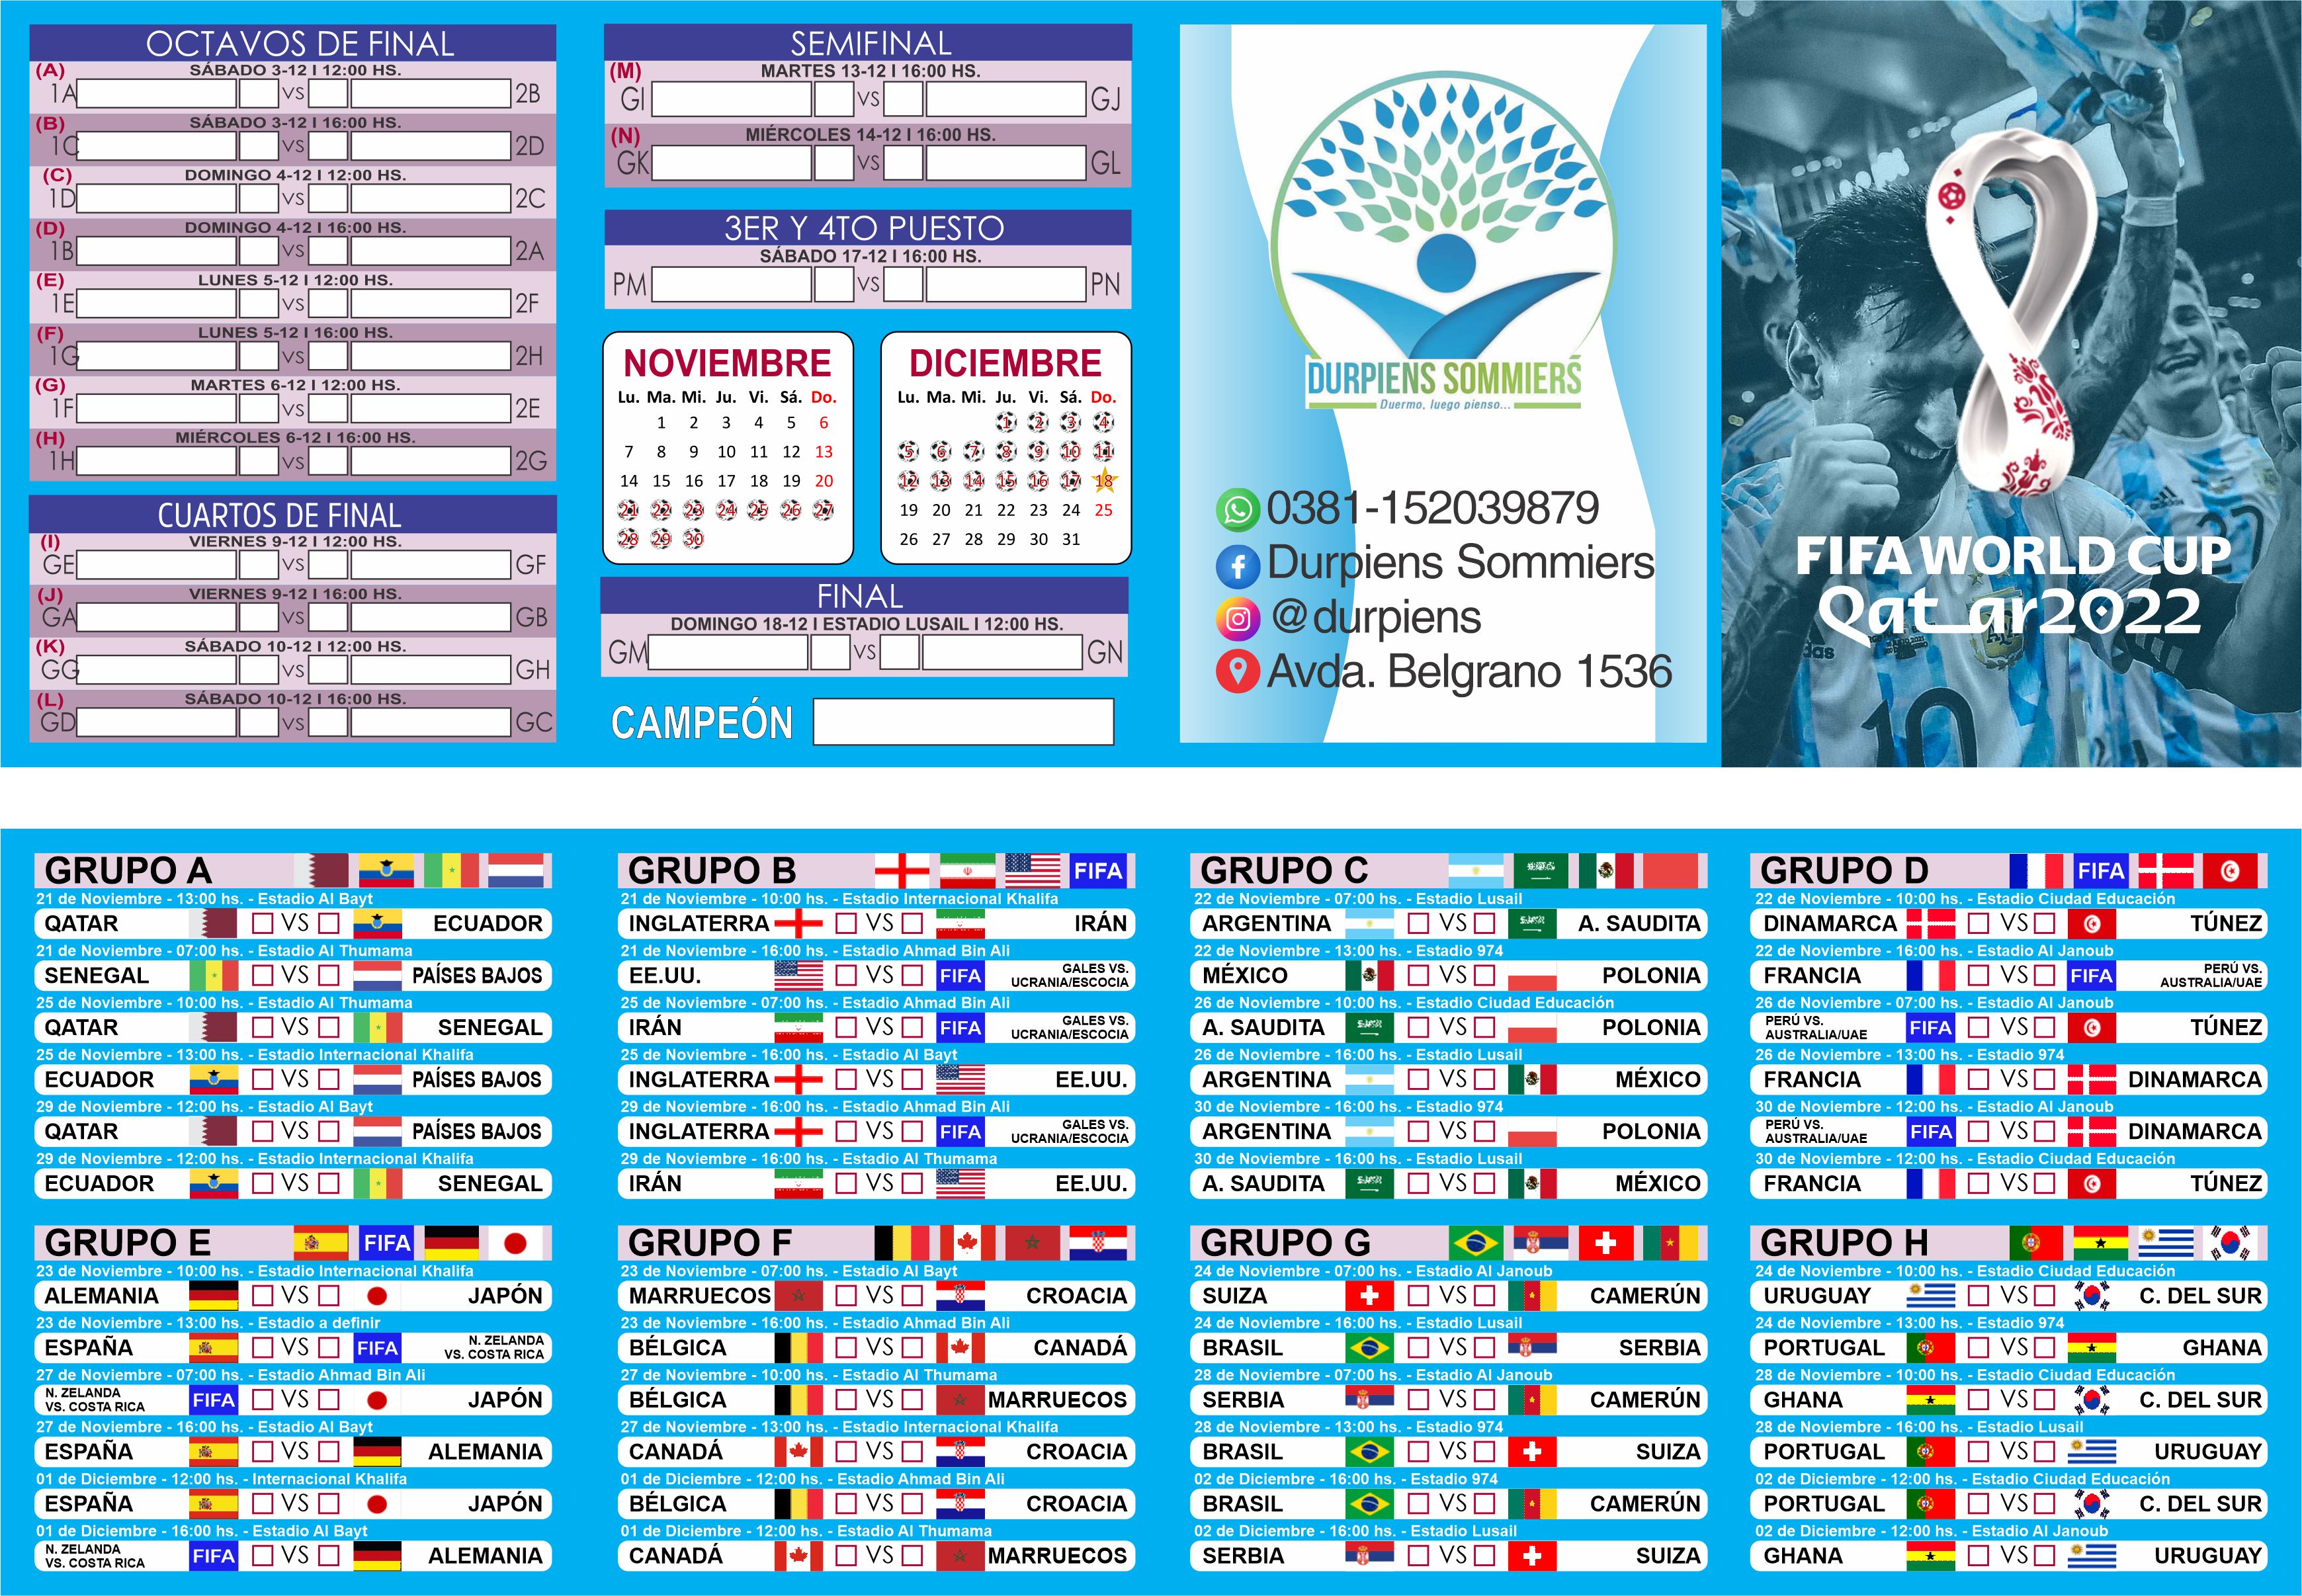 OCTAVOS DE FINAL
(A) SÁBADO 3-12 I 12:00 HS.
1A VS 2B
(B) SÁBADO 3-12 I 16:00 HS.
1C VS 2D
(C) DOMINGO 4-12 I 12:00 HS.
1D VS 2C
(D) DOMINGO 4-12 I 16:00 HS.
1B VS 2A
(E) LUNES 5-12 I 12:00 HS.
1E VS 2F
(F) LUNES 5-12 I 16:00 HS.
1G VS 2H
(G) MARTES 6-12 I 12:00 HS.
1F VS 2E
(H) MIÉRCOLES 6-12 I 16:00 HS.
1H VS 2G
CUARTOS DE FINAL
(I) VIERNES 9-12 I 12:00 HS.
GE VS GF
(J) VIERNES 9-12 I 16:00 HS.
GA VS GB
(K) SÁBADO 10-12 I 12:00 HS.
GG VS GH
(L) SÁBADO 10-12 I 16:00 HS.
GD VS GC
SEMIFINAL
(M) MARTES 13-12 I 16:00 HS.
GI VS GJ
(N) MIÉRCOLES 14-12 I 16:00 HS.
GK VS GL
3ER Y 4TO PUESTO
SÁBADO 17-12 I 16:00 HS.
PM VS PN
NOVIEMBRE
Lu. Ma. Mi. Ju. Vi. Sá. Do.
1 2 3 4 5 6
7 8 9 10 11 12 13
14 15 16 17 18 19 20
21 22 23 24 25 26 27
28 29 30
DICIEMBRE
Lu. Ma. Mi. Ju. Vi. Sá. Do.
1 2 3 4
5 6 7 8 9 10 11
12 13 14 15 16 17 18
19 20 21 22 23 24 25
26 27 28 29 30 31
FINAL
DOMINGO 18-12 I ESTADIO LUSAIL I 12:00 HS.
GM VS GN
CAMPEÓN
DURPIENS SOMMIERS
Duermo, luego pienso...
0381-152039879
Durpiens Sommiers
@durpiens
Avda. Belgrano 1536
FIFA WORLD CUP
Qatar2022
10
GRUPO A
21 de Noviembre - 13:00 hs. - Estadio Al Bayt
QATAR VS ECUADOR
21 de Noviembre - 07:00 hs. - Estadio Al Thumama
SENEGAL VS PAÍSES BAJOS
25 de Noviembre - 10:00 hs. - Estadio Al Thumama
QATAR VS SENEGAL
25 de Noviembre - 13:00 hs. - Estadio Internacional Khalifa
ECUADOR VS PAÍSES BAJOS
29 de Noviembre - 12:00 hs. - Estadio Al Bayt
QATAR VS PAÍSES BAJOS
29 de Noviembre - 12:00 hs. - Estadio Internacional Khalifa
ECUADOR VS SENEGAL
GRUPO B FIFA
21 de Noviembre - 10:00 hs. - Estadio Internacional Khalifa
INGLATERRA VS IRÁN
21 de Noviembre - 16:00 hs. - Estadio Ahmad Bin Ali
EE.UU. VS FIFA GALES VS. UCRANIA/ESCOCIA
25 de Noviembre - 07:00 hs. - Estadio Ahmad Bin Ali
IRÁN VS FIFA GALES VS. UCRANIA/ESCOCIA
25 de Noviembre - 16:00 hs. - Estadio Al Bayt
INGLATERRA VS EE.UU.
29 de Noviembre - 16:00 hs. - Estadio Ahmad Bin Ali
INGLATERRA VS FIFA GALES VS. UCRANIA/ESCOCIA
29 de Noviembre - 16:00 hs. - Estadio Al Thumama
IRÁN VS EE.UU.
GRUPO C
22 de Noviembre - 07:00 hs. - Estadio Lusail
ARGENTINA VS A. SAUDITA
22 de Noviembre - 13:00 hs. - Estadio 974
MÉXICO VS POLONIA
26 de Noviembre - 10:00 hs. - Estadio Ciudad Educación
A. SAUDITA VS POLONIA
26 de Noviembre - 16:00 hs. - Estadio Lusail
ARGENTINA VS MÉXICO
30 de Noviembre - 16:00 hs. - Estadio 974
ARGENTINA VS POLONIA
30 de Noviembre - 16:00 hs. - Estadio Lusail
A. SAUDITA VS MÉXICO
GRUPO D FIFA
22 de Noviembre - 10:00 hs. - Estadio Ciudad Educación
DINAMARCA VS TÚNEZ
22 de Noviembre - 16:00 hs. - Estadio Al Janoub
FRANCIA VS FIFA PERÚ VS. AUSTRALIA/UAE
26 de Noviembre - 07:00 hs. - Estadio Al Janoub
PERÚ VS. AUSTRALIA/UAE FIFA VS TÚNEZ
26 de Noviembre - 13:00 hs. - Estadio 974
FRANCIA VS DINAMARCA
30 de Noviembre - 12:00 hs. - Estadio Al Janoub
PERÚ VS. AUSTRALIA/UAE FIFA VS DINAMARCA
30 de Noviembre - 12:00 hs. - Estadio Ciudad Educación
FRANCIA VS TÚNEZ
GRUPO E FIFA
23 de Noviembre - 10:00 hs. - Estadio Internacional Khalifa
ALEMANIA VS JAPÓN
23 de Noviembre - 13:00 hs. - Estadio a definir
ESPAÑA VS FIFA N. ZELANDA VS. COSTA RICA
27 de Noviembre - 07:00 hs. - Estadio Ahmad Bin Ali
N. ZELANDA VS. COSTA RICA FIFA VS JAPÓN
27 de Noviembre - 16:00 hs. - Estadio Al Bayt
ESPAÑA VS ALEMANIA
01 de Diciembre - 12:00 hs. - Internacional Khalifa
ESPAÑA VS JAPÓN
01 de Diciembre - 16:00 hs. - Estadio Al Bayt
N. ZELANDA VS. COSTA RICA FIFA VS ALEMANIA
GRUPO F
23 de Noviembre - 07:00 hs. - Estadio Al Bayt
MARRUECOS VS CROACIA
23 de Noviembre - 16:00 hs. - Estadio Ahmad Bin Ali
BÉLGICA VS CANADÁ
27 de Noviembre - 10:00 hs. - Estadio Al Thumama
BÉLGICA VS MARRUECOS
27 de Noviembre - 13:00 hs. - Estadio Internacional Khalifa
CANADÁ VS CROACIA
01 de Diciembre - 12:00 hs. - Estadio Ahmad Bin Ali
BÉLGICA VS CROACIA
01 de Diciembre - 12:00 hs. - Estadio Al Thumama
CANADÁ VS MARRUECOS
GRUPO G
24 de Noviembre - 07:00 hs. - Estadio Al Janoub
SUIZA VS CAMERÚN
24 de Noviembre - 16:00 hs. - Estadio Lusail
BRASIL VS SERBIA
28 de Noviembre - 07:00 hs. - Estadio Al Janoub
SERBIA VS CAMERÚN
28 de Noviembre - 13:00 hs. - Estadio 974
BRASIL VS SUIZA
02 de Diciembre - 16:00 hs. - Estadio 974
BRASIL VS CAMERÚN
02 de Diciembre - 16:00 hs. - Estadio Lusail
SERBIA VS SUIZA
GRUPO H
24 de Noviembre - 10:00 hs. - Estadio Ciudad Educación
URUGUAY VS C. DEL SUR
24 de Noviembre - 13:00 hs. - Estadio 974
PORTUGAL VS GHANA
28 de Noviembre - 10:00 hs. - Estadio Ciudad Educación
GHANA VS C. DEL SUR
28 de Noviembre - 16:00 hs. - Estadio Lusail
PORTUGAL VS URUGUAY
02 de Diciembre - 12:00 hs. - Estadio Ciudad Educación
PORTUGAL VS C. DEL SUR
02 de Diciembre - 12:00 hs. - Estadio Al Janoub
GHANA VS URUGUAY